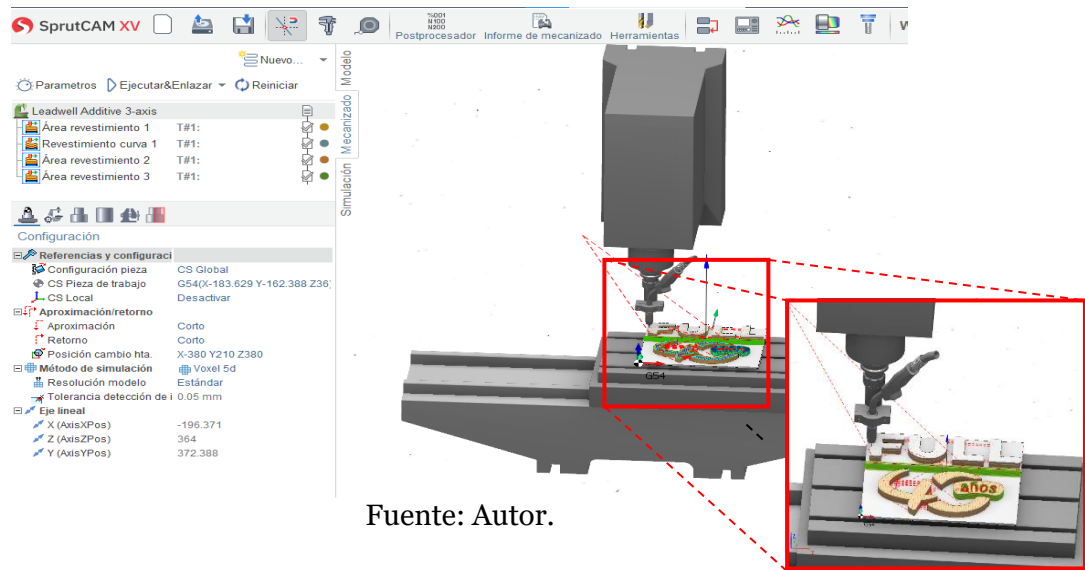 SprutCAM XV
%001
N100
N200
Postprocesador Informe de mecanizado Herramientas
Nuevo...
Parametros Ejecutar&Enlazar Reiniciar
Modelo
Mecanizado
Simulación
Leadwell Additive 3-axis
Área revestimiento 1 T#1:
Revestimiento curva 1 T#1:
Área revestimiento 2 T#1:
Área revestimiento 3 T#1:
Configuración
Referencias y configuraci
Configuración pieza CS Global
CS Pieza de trabajo G54(X-183.629 Y-162.388 Z36
CS Local Desactivar
Aproximación/retorno
Aproximación Corto
Retorno Corto
Posición cambio hta. X-380 Y210 Z380
Método de simulación Voxel 5d
Resolución modelo Estándar
Tolerancia detección de i 0.05 mm
Eje lineal
X (AxisXPos) -196.371
Z (AxisZPos) 364
Y (AxisYPos) 372.388
G54
años
Fuente: Autor.